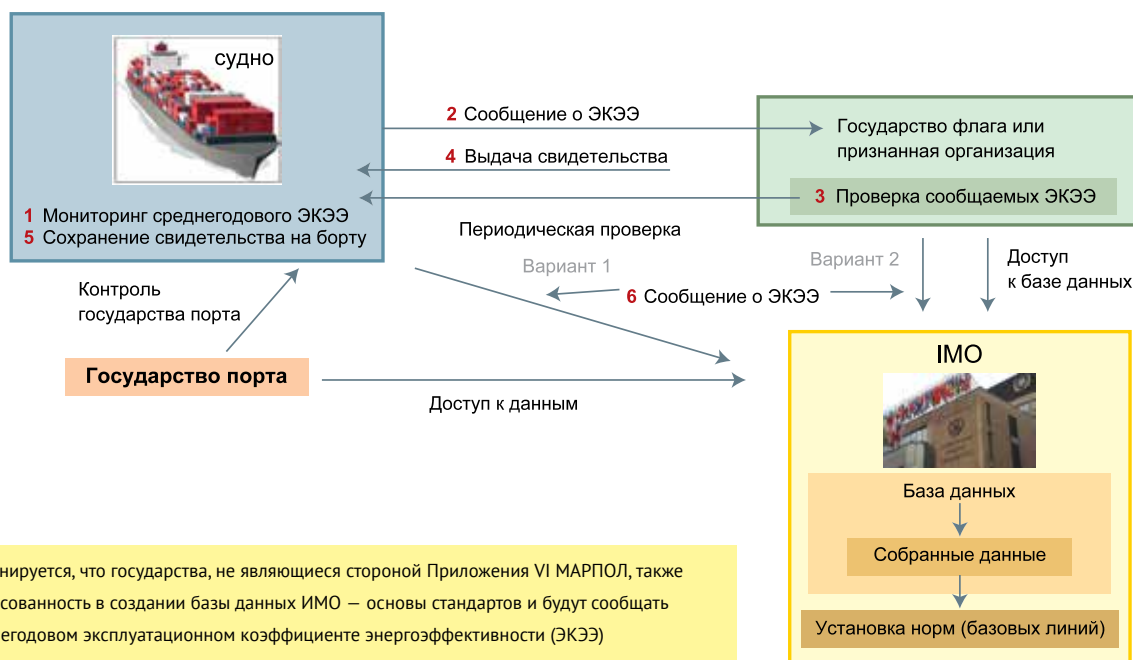 судно
1 Мониторинг среднегодового ЭКЭЭ
5 Сохранение свидетельства на борту
2 Сообщение о ЭКЭЭ
4 Выдача свидетельства
Государство флага или
признанная организация
3 Проверка сообщаемых ЭКЭЭ
Периодическая проверка
Вариант 1
Вариант 2
6 Сообщение о ЭКЭЭ
Доступ
к базе данных
Контроль
государства порта
Государство порта
Доступ к данным
IMO
База данных
Собранные данные
Установка норм (базовых линий)
нируется, что государства, не являющиеся стороной Приложения VI МАРПОЛ, также
сованность в создании базы данных ИМО — основы стандартов и будут сообщать
егодовом эксплуатационном коэффициенте энергоэффективности (ЭКЭЭ)